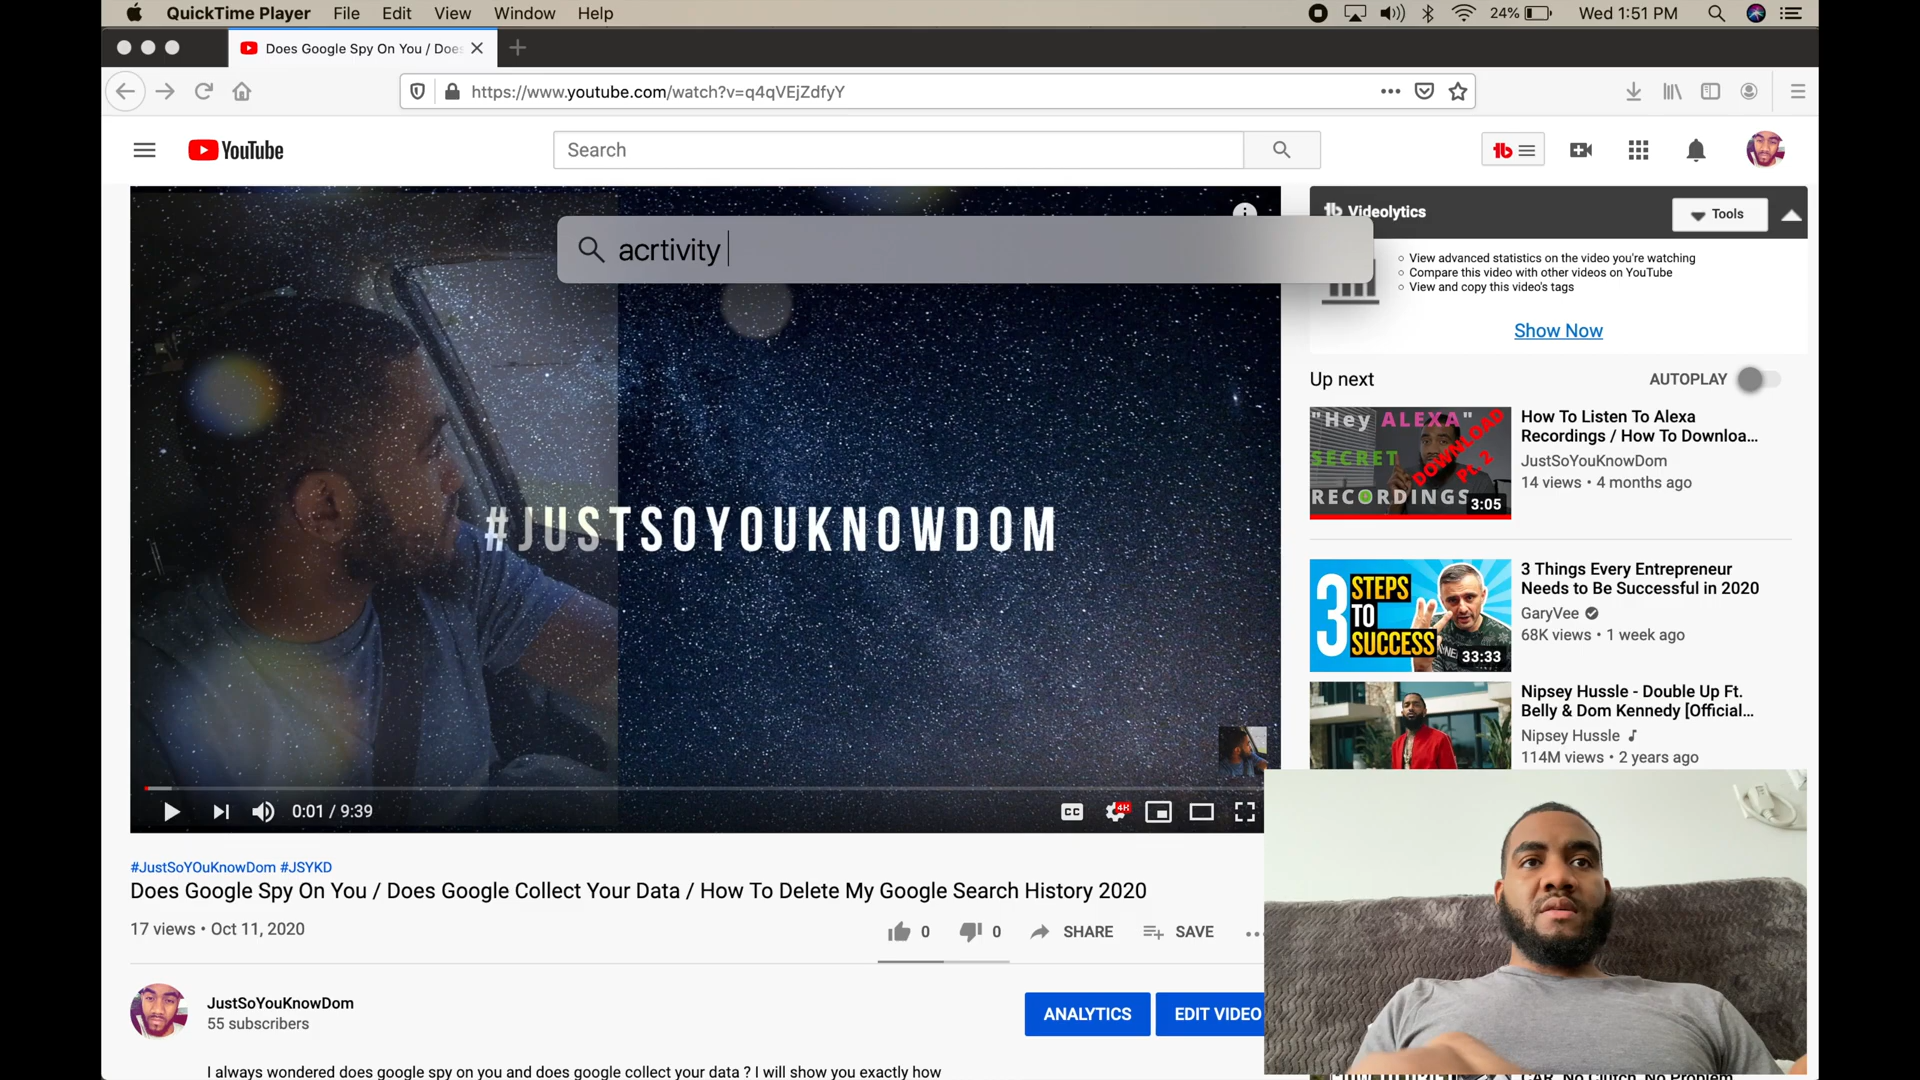 QuickTime Player File Edit View Window Help 24% Wed 1:51 PM
Does Google Spy On You / Does
https://www.youtube.com/watch?v=q4qVEjZdfyY
YouTube
Search
tb
acrtivity
tb Videolytics
Tools
View advanced statistics on the video you're watching
Compare this video with other videos on YouTube
View and copy this video's tags
Show Now
Up next
AUTOPLAY
"Hey ALEXA"
SECRET
DOWNLOAD
Pt. 2
RECORDINGS
3:05
How To Listen To Alexa
Recordings / How To Downloa...
JustSoYouKnowDom
14 views • 4 months ago
#JUSTSOYOUKNOWDOM
3 STEPS
TO
SUCCESS
33:33
3 Things Every Entrepreneur
Needs to Be Successful in 2020
GaryVee
68K views • 1 week ago
Nipsey Hussle - Double Up Ft.
Belly & Dom Kennedy [Official...
Nipsey Hussle
114M views • 2 years ago
0:01 / 9:39
CC
4K
#JustSoYOuKnowDom #JSYKD
Does Google Spy On You / Does Google Collect Your Data / How To Delete My Google Search History 2020
17 views • Oct 11, 2020
0 0 SHARE SAVE
JustSoYouKnowDom
55 subscribers
ANALYTICS
EDIT VIDEO
I always wondered does google spy on you and does google collect your data ? I will show you exactly how